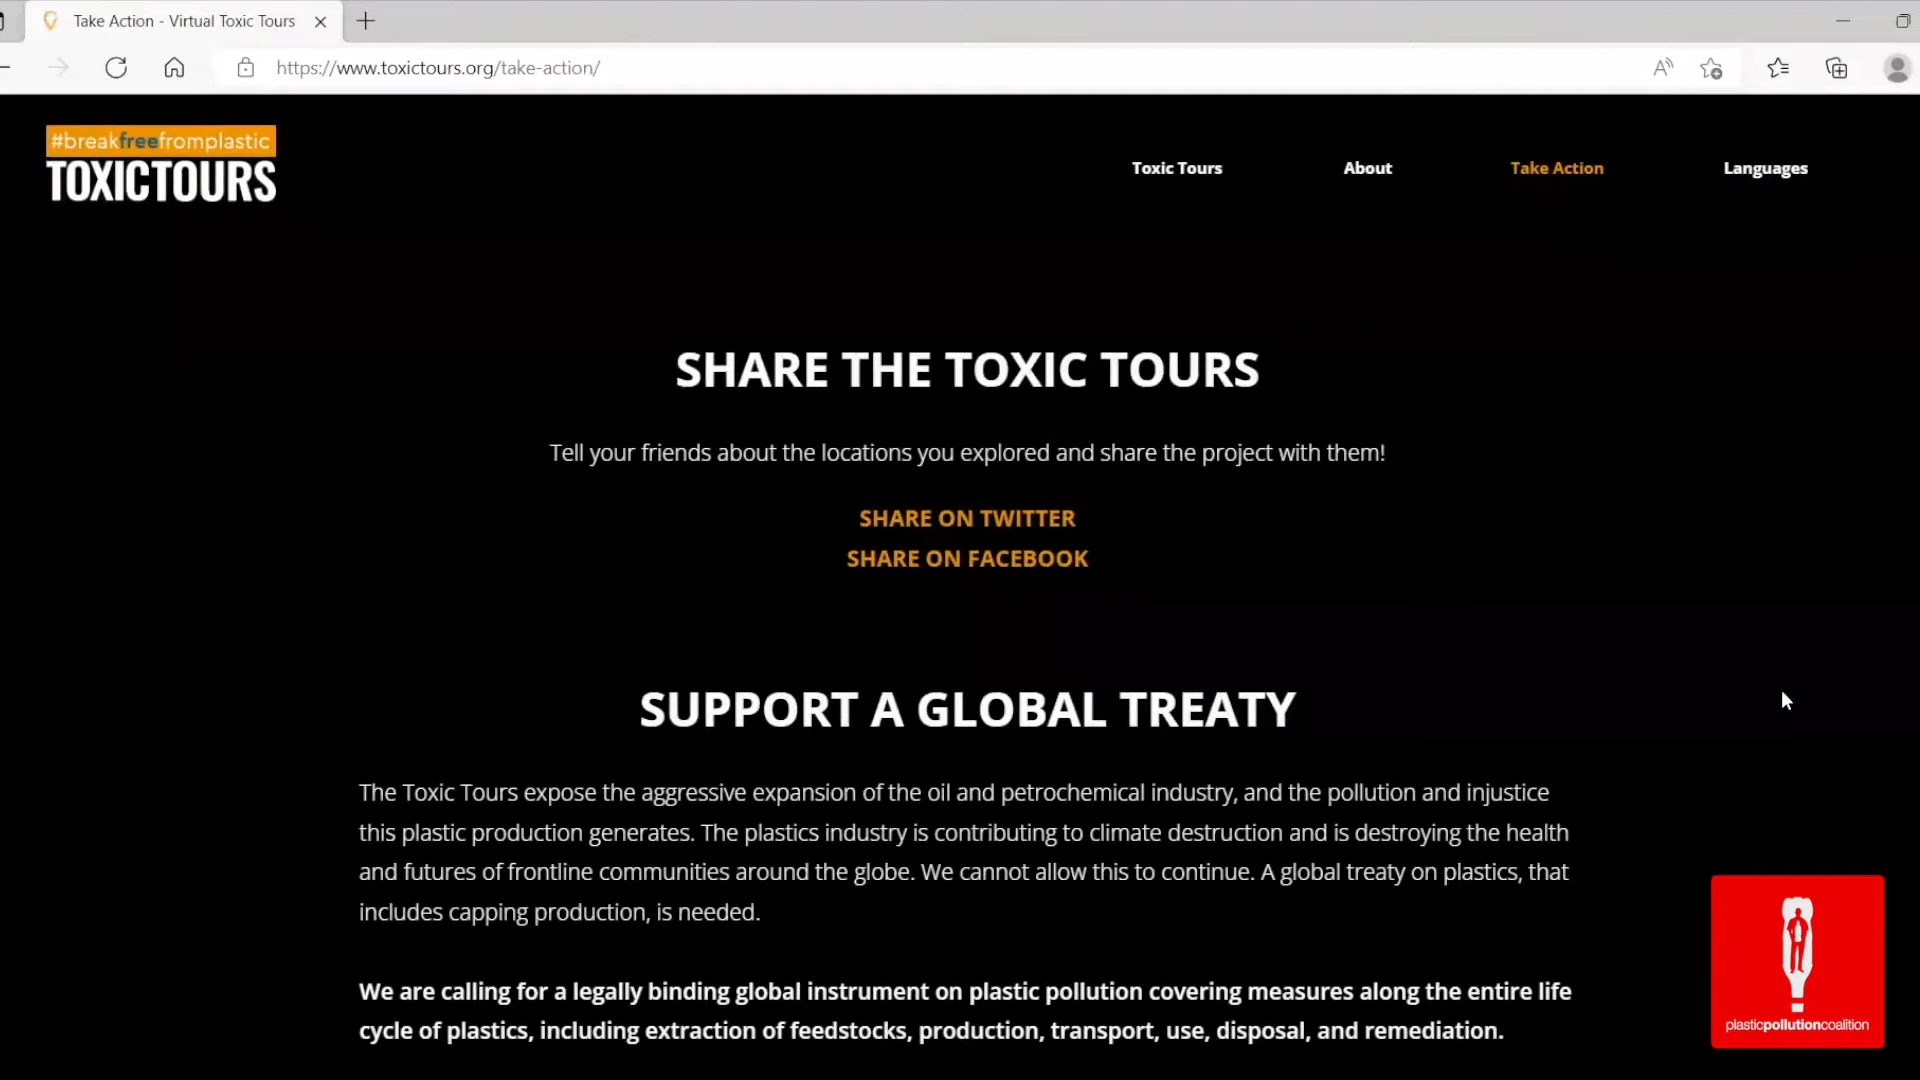 Take Action - Virtual Toxic Tours
https://www.toxictours.org/take-action/
#breakfreefromplastic
TOXICTOURS
Toxic Tours
About
Take Action
Languages
SHARE THE TOXIC TOURS
Tell your friends about the locations you explored and share the project with them!
SHARE ON TWITTER
SHARE ON FACEBOOK
SUPPORT A GLOBAL TREATY
The Toxic Tours expose the aggressive expansion of the oil and petrochemical industry, and the pollution and injustice
this plastic production generates. The plastics industry is contributing to climate destruction and is destroying the health
and futures of frontline communities around the globe. We cannot allow this to continue. A global treaty on plastics, that
includes capping production, is needed.
We are calling for a legally binding global instrument on plastic pollution covering measures along the entire life
cycle of plastics, including extraction of feedstocks, production, transport, use, disposal, and remediation.
plasticpollutioncoalition